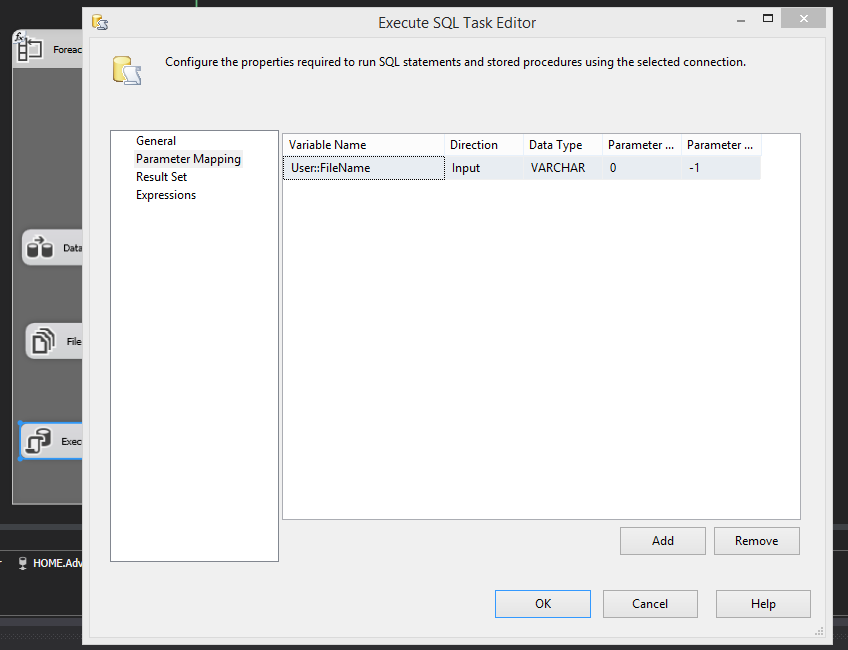 Execute SQL Task Editor
Foreac
Configure the properties required to run SQL statements and stored procedures using the selected connection.
General
Parameter Mapping
Result Set
Expressions
Variable Name Direction Data Type Parameter ... Parameter ...
User::FileName Input VARCHAR 0 -1
Data
File
Exec
Add Remove
HOME.Adv
OK Cancel Help